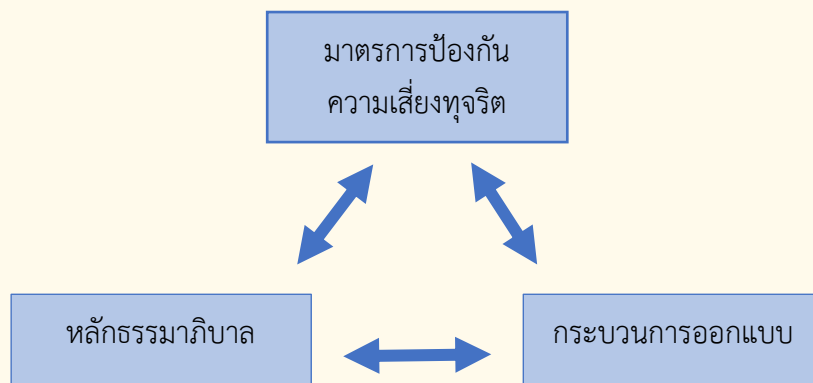 มาตรการป้องกัน
ความเสี่ยงทุจริต
หลักธรรมาภิบาล
กระบวนการออกแบบ